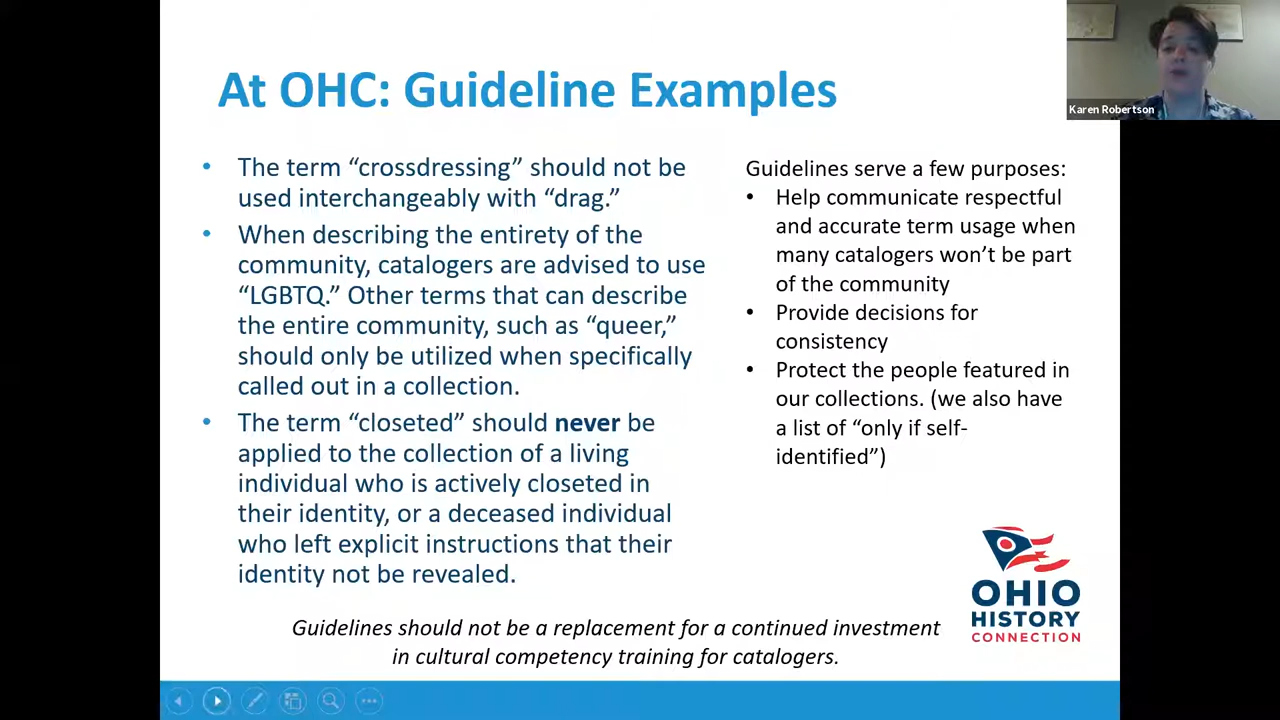 At OHC: Guideline Examples
Karen Robertson
• The term “crossdressing” should not be
used interchangeably with “drag.”
• When describing the entirety of the
community, catalogers are advised to use
“LGBTQ.” Other terms that can describe
the entire community, such as “queer,”
should only be utilized when specifically
called out in a collection.
• The term “closeted” should never be
applied to the collection of a living
individual who is actively closeted in
their identity, or a deceased individual
who left explicit instructions that their
identity not be revealed.
Guidelines serve a few purposes:
• Help communicate respectful
and accurate term usage when
many catalogers won’t be part
of the community
• Provide decisions for
consistency
• Protect the people featured in
our collections. (we also have
a list of “only if self-
identified”)
OHIO
HISTORY
CONNECTION
Guidelines should not be a replacement for a continued investment
in cultural competency training for catalogers.